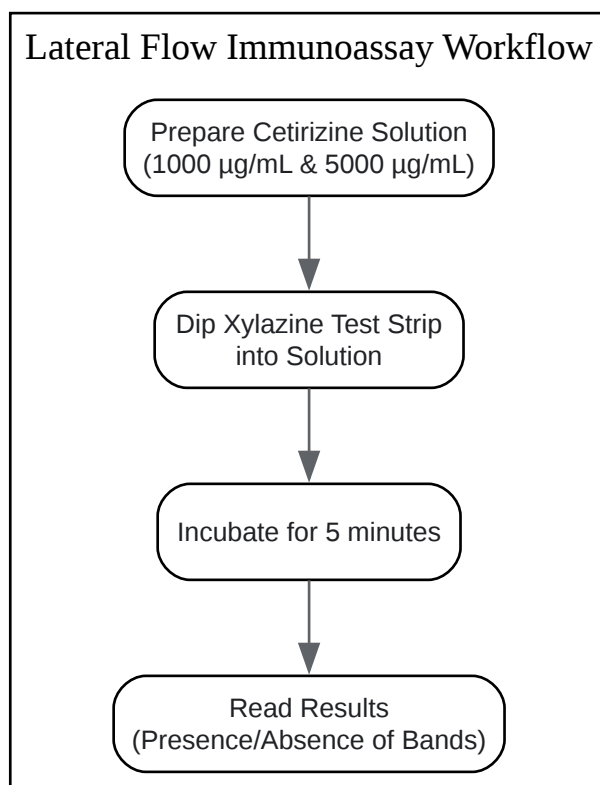 Lateral Flow Immunoassay Workflow
Prepare Cetirizine Solution
(1000 µg/mL & 5000 µg/mL)
Dip Xylazine Test Strip
into Solution
Incubate for 5 minutes
Read Results
(Presence/Absence of Bands)